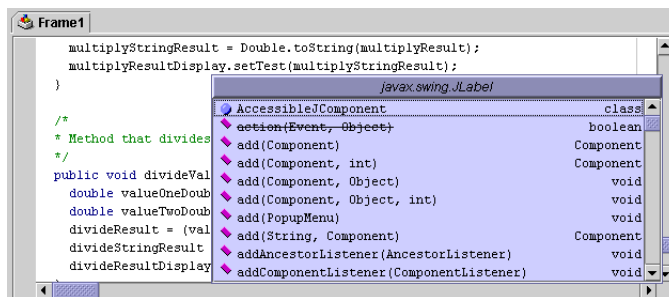 Frame1
multiplyStringResult = Double.toString(multiplyResult);
multiplyResultDisplay.setTest(multiplyStringResult);
}
/*
* Method that divides
*/
public void divideVal
double valueOneDoub
double valueTwoDoub
divideResult = (val
divideStringResult
divideResultDisplay
javax.swing.JLabel
AccessibleJComponent class
action(Event, Object) boolean
add(Component) Component
add(Component, int) Component
add(Component, Object) void
add(Component, Object, int) void
add(PopupMenu) void
add(String, Component) Component
addAncestorListener(AncestorListener) void
addComponentListener(ComponentListener) void